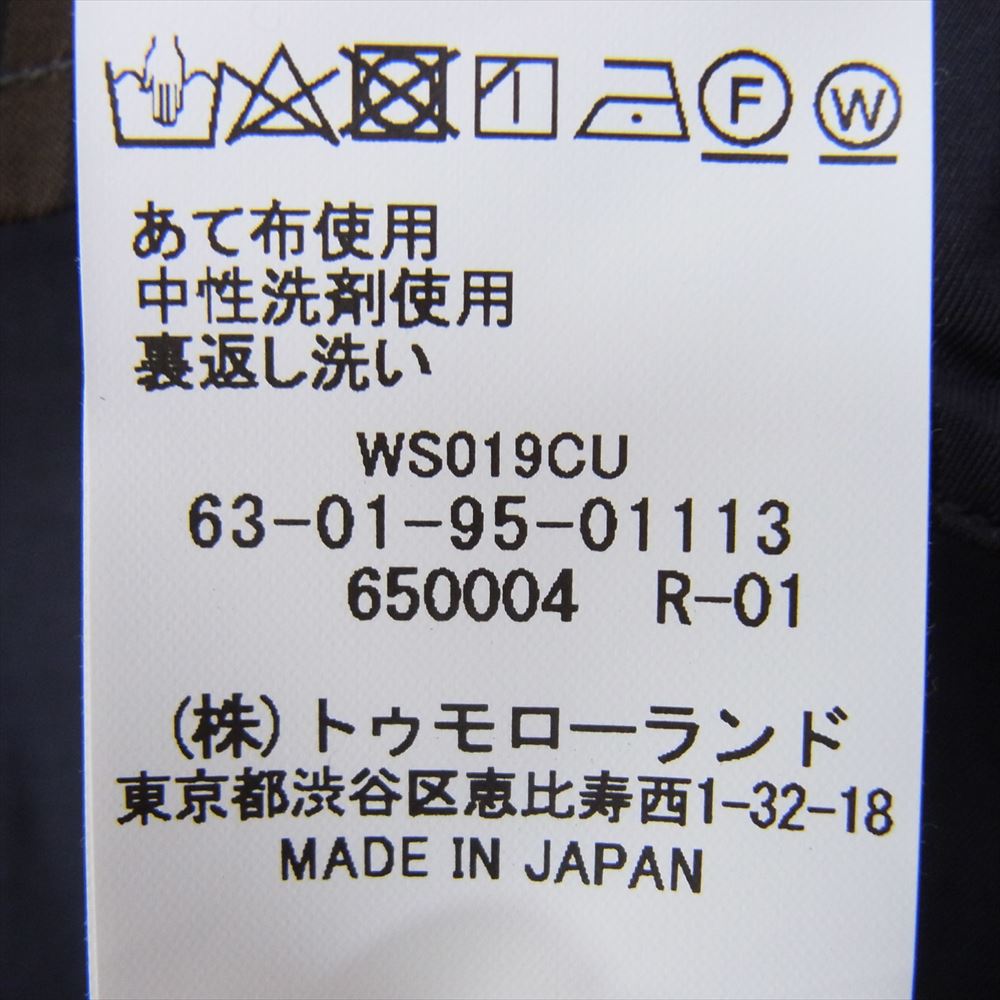 F W
あて布使用
中性洗剤使用
裏返し洗い
WS019CU
63-01-95-01113
650004 R-01
(株)トゥモローランド
東京都渋谷区恵比寿西1-32-18
MADE IN JAPAN